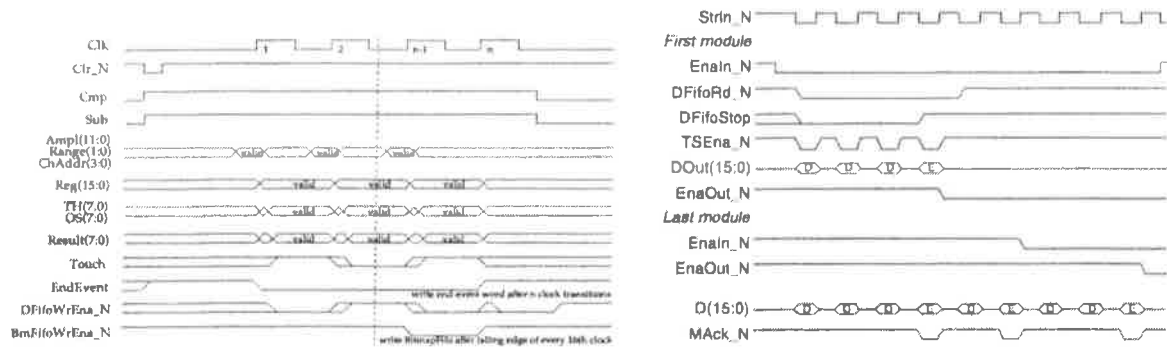 Clk
1 2 n-1 n
Clr_N
Cmp
Sub
Ampl(11:0)
Range(1:0)
ChAddr(3:0)
valid valid valid
Reg(15:0)
valid valid valid
TH(7:0)
OS(7:0)
valid valid valid
Result(7:0)
valid valid valid
Touch
EndEvent
write end event word after n clock transitions
DFifoWrEna_N
BmFifoWrEna_N
write BitmapFifo after falling edge of every 16th clock
StrIn_N
First module
EnaIn_N
DFifoRd_N
DFifoStop
TSEna_N
DOut(15:0)
D D D E
EnaOut_N
Last module
EnaIn_N
EnaOut_N
D(15:0)
D D D E D D D E
MAck_N